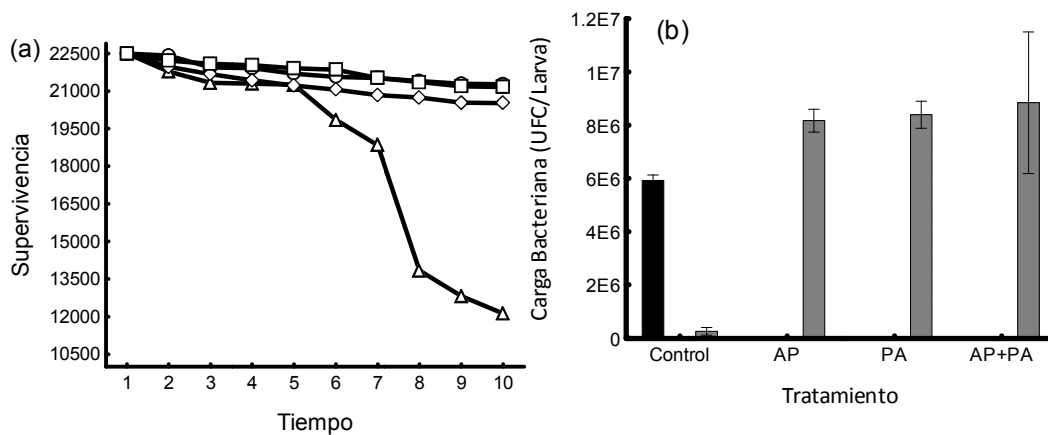 (a)
Supervivencia
22500
21000
19500
18000
16500
15000
13500
12000
10500
1 2 3 4 5 6 7 8 9 10
Tiempo
(b)
Carga Bacteriana (UFC/Larva)
1.2E7
1E7
8E6
6E6
4E6
2E6
0
Control AP PA AP+PA
Tratamiento